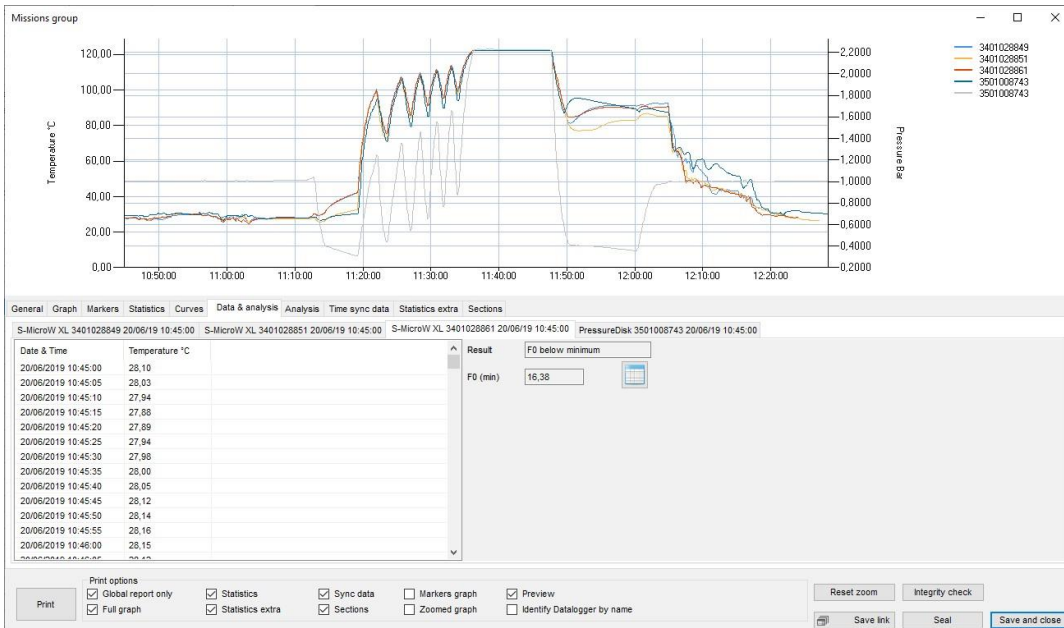 Missions group
120,00
100,00
80,00
60,00
40,00
20,00
0,00
Temperature °C
2,2000
2,0000
1,8000
1,6000
1,4000
1,2000
1,0000
0,8000
0,6000
0,4000
0,2000
Pressure Bar
10:50:00 11:00:00 11:10:00 11:20:00 11:30:00 11:40:00 11:50:00 12:00:00 12:10:00 12:20:00
3401028849
3401028851
3401028861
3501008743
3501008743
General Graph Markers Statistics Curves Data & analysis Analysis Time sync data Statistics extra Sections
S-MicroW XL 3401028849 20/06/19 10:45:00 S-MicroW XL 3401028851 20/06/19 10:45:00 S-MicroW XL 3401028861 20/06/19 10:45:00 PressureDisk 3501008743 20/06/19 10:45:00
Date & Time Temperature °C
20/06/2019 10:45:00 28,10
20/06/2019 10:45:05 28,03
20/06/2019 10:45:10 27,94
20/06/2019 10:45:15 27,88
20/06/2019 10:45:20 27,89
20/06/2019 10:45:25 27,94
20/06/2019 10:45:30 27,98
20/06/2019 10:45:35 28,00
20/06/2019 10:45:40 28,05
20/06/2019 10:45:45 28,12
20/06/2019 10:45:50 28,14
20/06/2019 10:45:55 28,16
20/06/2019 10:46:00 28,15
Result F0 below minimum
F0 (min) 16,38
Print
Print options
Global report only Statistics Sync data Markers graph Preview
Full graph Statistics extra Sections Zoomed graph Identify Datalogger by name
Reset zoom Integrity check
Save link Seal Save and close